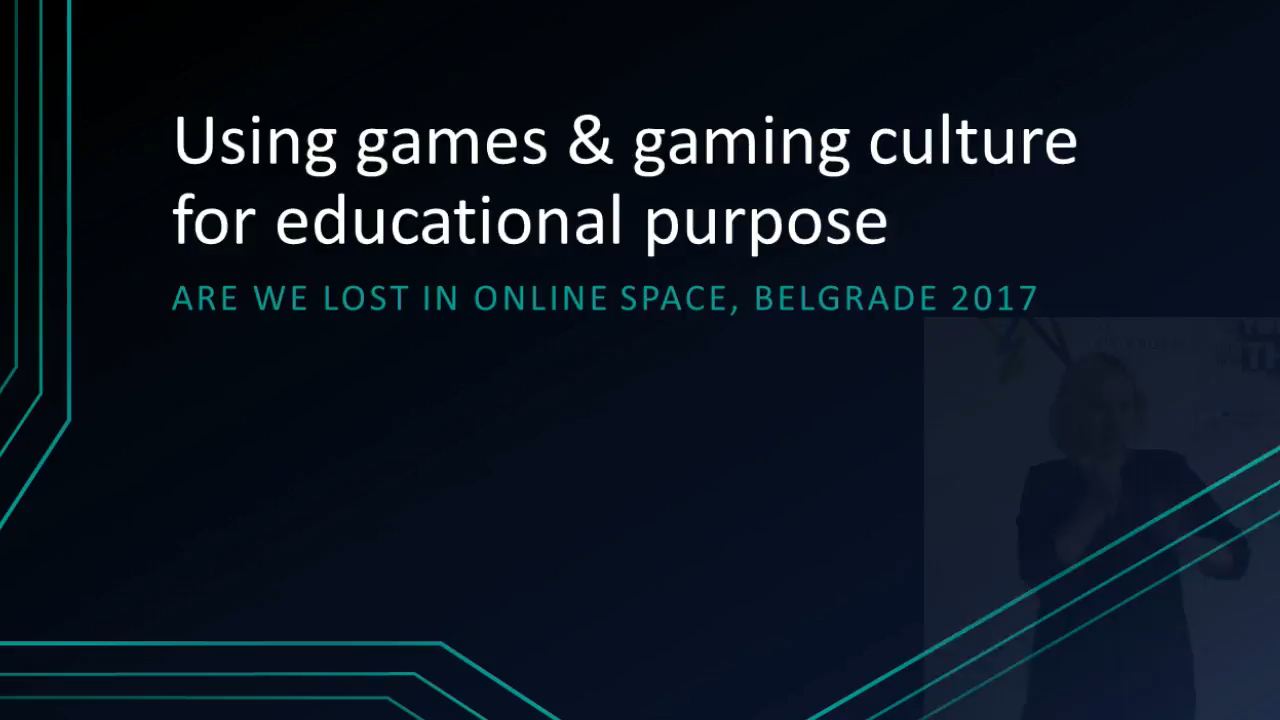 Using games & gaming culture
for educational purpose
ARE WE LOST IN ONLINE SPACE, BELGRADE 2017